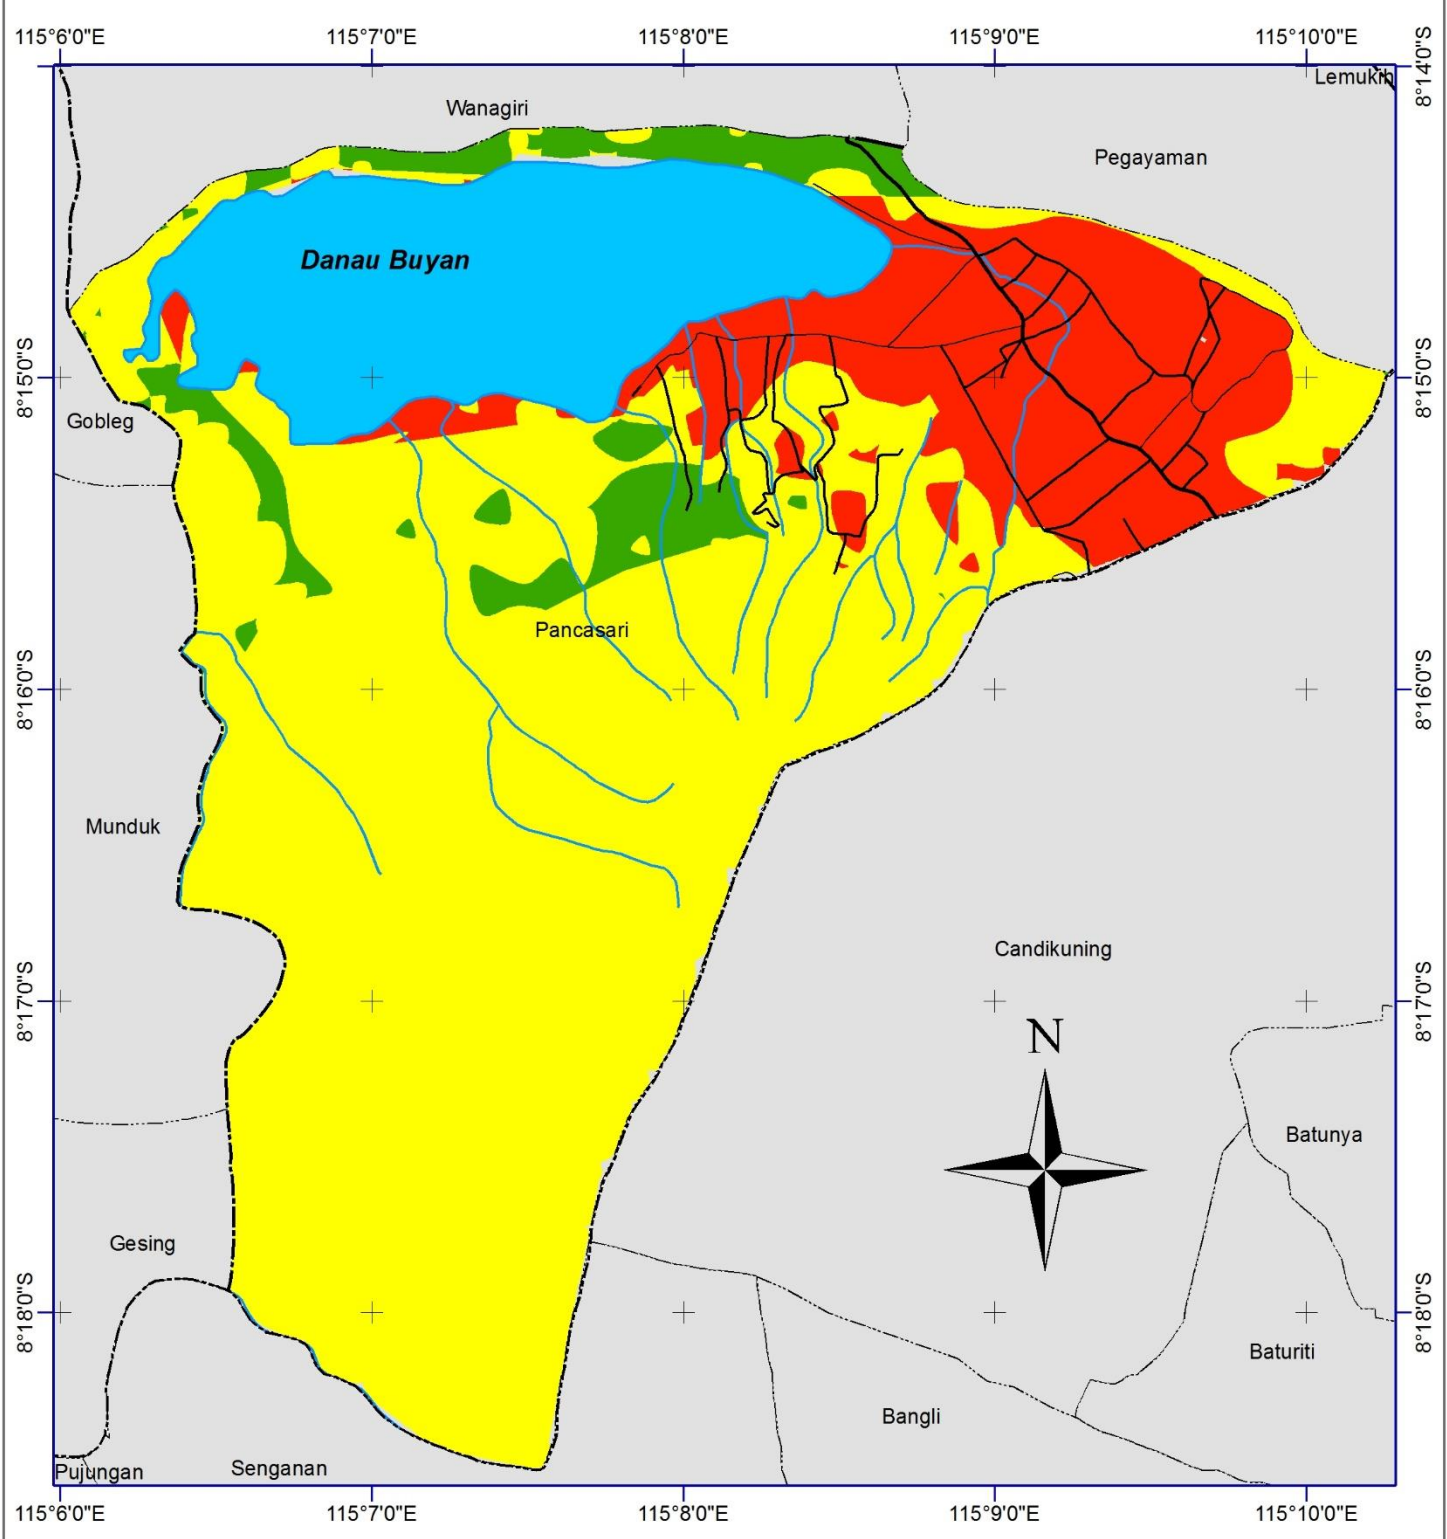 115°6'0"E 115°7'0"E 115°8'0"E 115°9'0"E 115°10'0"E
8°14'0"S
Lemukih
Wanagiri
Pegayaman
Danau Buyan
8°15'0"S 8°15'0"S
Gobleg
Pancasari
8°16'0"S 8°16'0"S
Munduk
Candikuning
8°17'0"S 8°17'0"S
N
Batunya
Gesing
8°18'0"S 8°18'0"S
Baturiti
Bangli
Pujungan Senganan
115°6'0"E 115°7'0"E 115°8'0"E 115°9'0"E 115°10'0"E